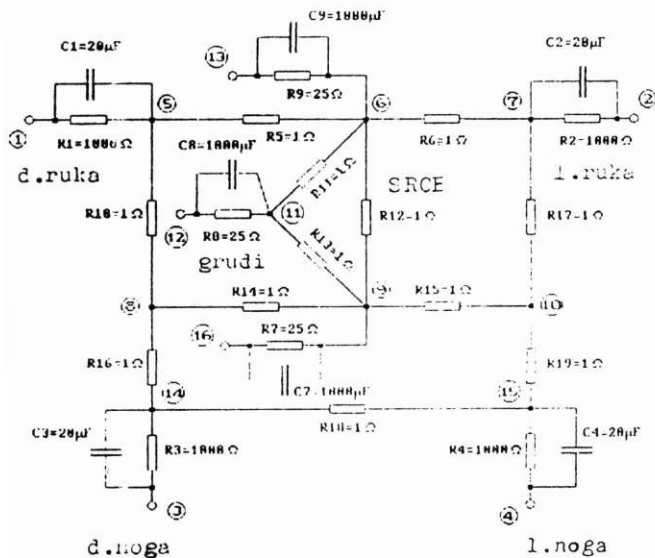 C9=1000µF
C1=20µF
C2=20µF
13
R9=25Ω
5
6
7
2
1
R1=1000Ω
R5=1Ω
R6=1Ω
R2=1000Ω
d.ruka
C8=1000µF
R11=1Ω
SRCE
l.ruka
R18=1Ω
11
R12=1Ω
R17=1Ω
12
R8=25Ω
R13=1Ω
grudi
8
R14=1Ω
9
R15=1Ω
10
16
R7=25Ω
R16=1Ω
C7=1000µF
R19=1Ω
14
15
R10=1Ω
C3=20µF
R3=1000Ω
R4=1000Ω
C4=20µF
3
4
d.noga
l.noga